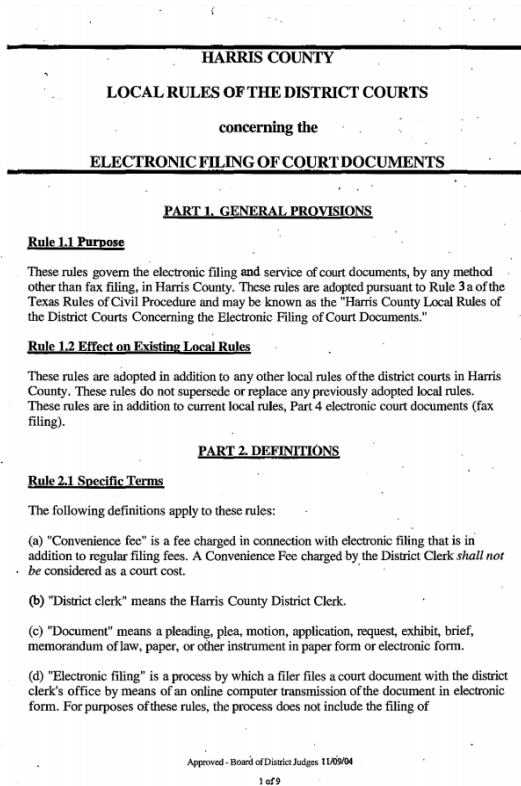 HARRIS COUNTY
LOCAL RULES OF THE DISTRICT COURTS
concerning the
ELECTRONIC FILING OF COURT DOCUMENTS
PART 1. GENERAL PROVISIONS
Rule 1.1 Purpose
These rules govern the electronic filing and service of court documents, by any method
other than fax filing, in Harris County. These rules are adopted pursuant to Rule 3 a of the
Texas Rules of Civil Procedure and may be known as the "Harris County Local Rules of
the District Courts Concerning the Electronic Filing of Court Documents."
Rule 1.2 Effect on Existing Local Rules
These rules are adopted in addition to any other local rules of the district courts in Harris
County. These rules do not supersede or replace any previously adopted local rules.
These rules are in addition to current local rules, Part 4 electronic court documents (fax
filing).
PART 2. DEFINITIONS
Rule 2.1 Specific Terms
The following definitions apply to these rules:
(a) "Convenience fee" is a fee charged in connection with electronic filing that is in
addition to regular filing fees. A Convenience Fee charged by the District Clerk shall not
be considered as a court cost.
(b) "District clerk" means the Harris County District Clerk.
(c) "Document" means a pleading, plea, motion, application, request, exhibit, brief,
memorandum of law, paper, or other instrument in paper form or electronic form.
(d) "Electronic filing" is a process by which a filer files a court document with the district
clerk's office by means of an online computer transmission of the document in electronic
form. For purposes of these rules, the process does not include the filing of
Approved - Board of District Judges 11/09/04
1 of 9